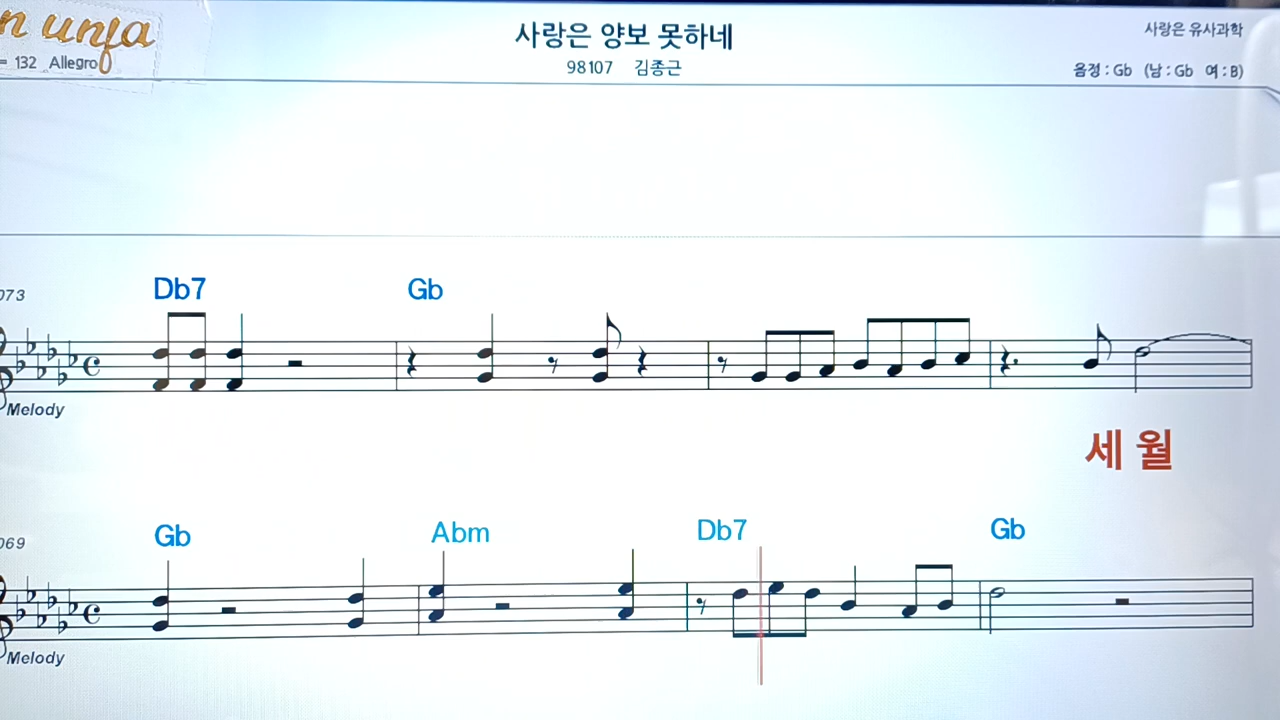 사랑은 양보 못하네
사랑은 유사과학
= 132 Allegro
98107 김종근
음정 : Gb (남 : Gb 여 : B)
Db7 Gb
073
Melody
세 월
Gb Abm Db7 Gb
069
Melody